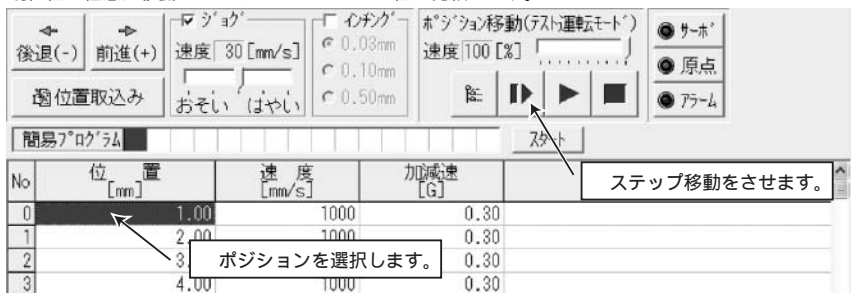 ジョグ
インチング
ポジション移動(テスト運転モード)
サーボ
後退(-) 前進(+)
速度 30 [mm/s]
0.03mm
速度 100 [%]
原点
0.10mm
位置取込み
おそい はやい
0.50mm
アラーム
簡易プログラム
スタート
ステップ移動をさせます。
No 位 置 [mm] 速 度 [mm/s] 加減速 [G]
0 1.00 1000 0.30
1 2.00 1000 0.30
2 3. 0.30
ポジションを選択します。
3 4.00 1000 0.30